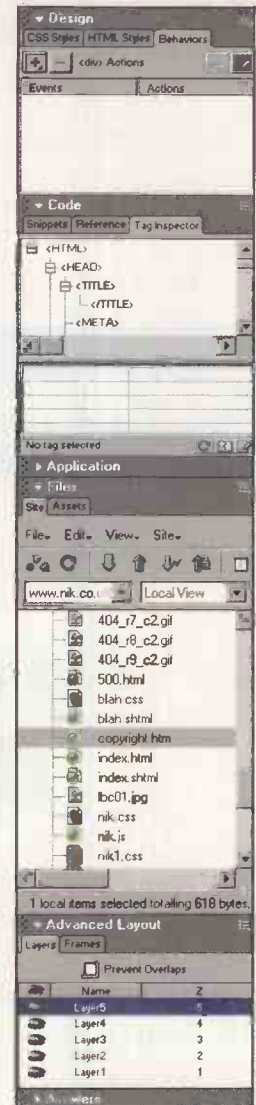 Design
CSS Styles HTML Styles Behaviors
<div> Actions
Events Actions
Code
Snippets Reference Tag Inspector
<HTML>
<HEAD>
<TITLE>
</TITLE>
<META>
No tag selected
Application
Files
Site Assets
File Edit View Site
www.nik.co.u Local View
404_r7_c2.gif
404_r8_c2.gif
404_r9_c2.gif
500.html
blah.css
blah.shtml
copyright.htm
index.html
index.shtml
lbc01.jpg
nik.css
nik.js
nik1.css
1 local items selected totalling 618 bytes.
Advanced Layout
Layers Frames
Prevent Overlaps
Name Z
Layer5 5
Layer4 4
Layer3 3
Layer2 2
Layer1 1
Answers